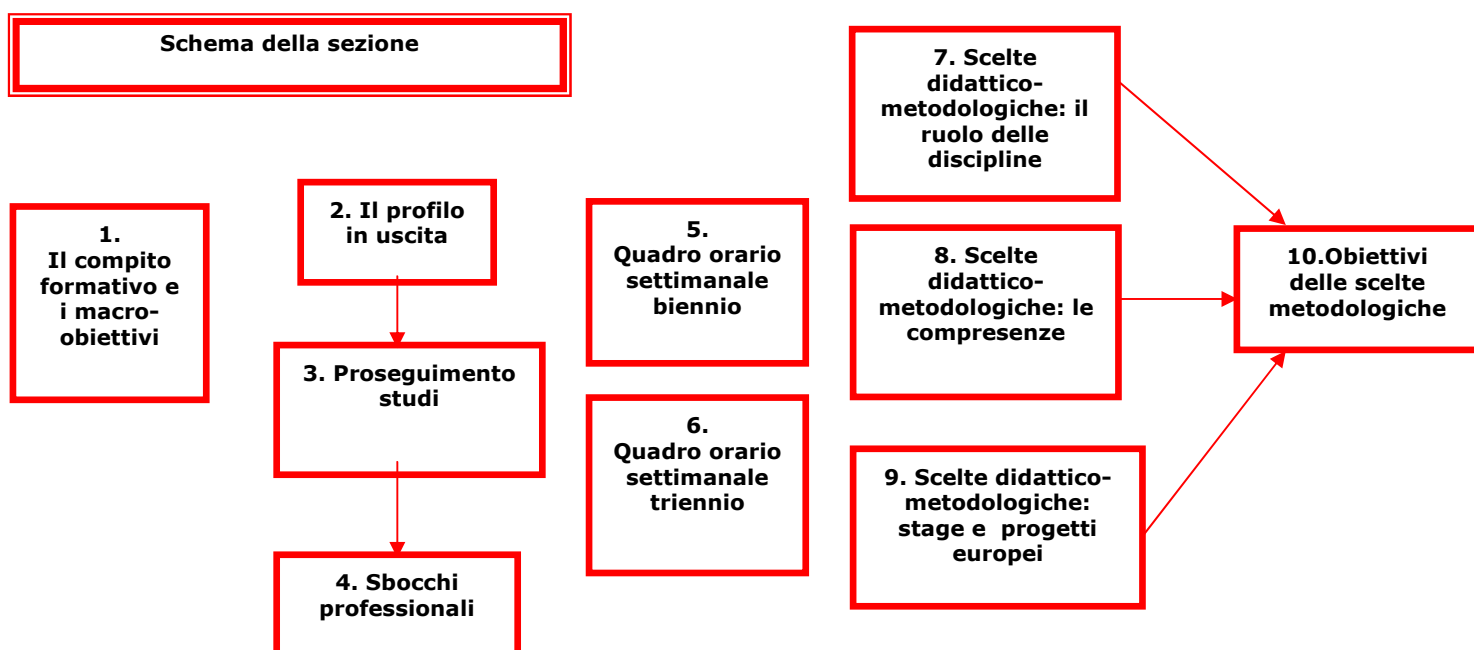 Schema della sezione
1.
Il compito
formativo e
i macro-
obiettivi
2. Il profilo
in uscita
3. Proseguimento
studi
4. Sbocchi
professionali
5.
Quadro orario
settimanale
biennio
6.
Quadro orario
settimanale
triennio
7. Scelte
didattico-
metodologiche: il
ruolo delle
discipline
8. Scelte
didattico-
metodologiche: le
compresenze
9. Scelte didattico-
metodologiche:
stage e  progetti
europei
10.Obiettivi
delle scelte
metodologiche